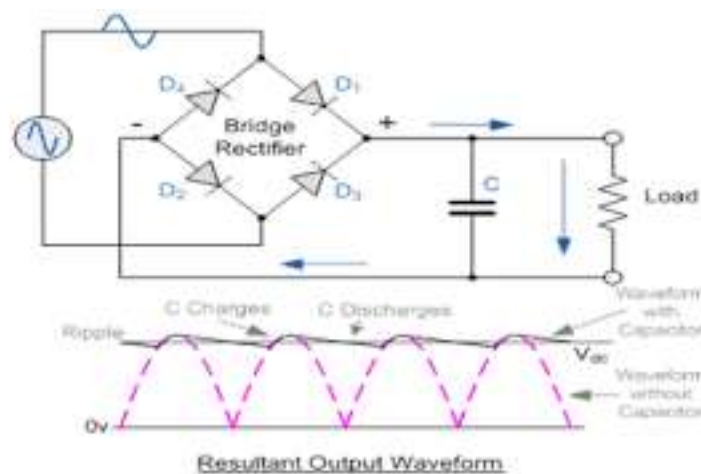 D₄
D₁
-
+
Bridge
Rectifier
D₂
D₃
C
Load
C Charges
C Discharges
Waveform
with
Capacitor
Ripple
Vdc
Waveform
without
Capacitor
0v
Resultant Output Waveform